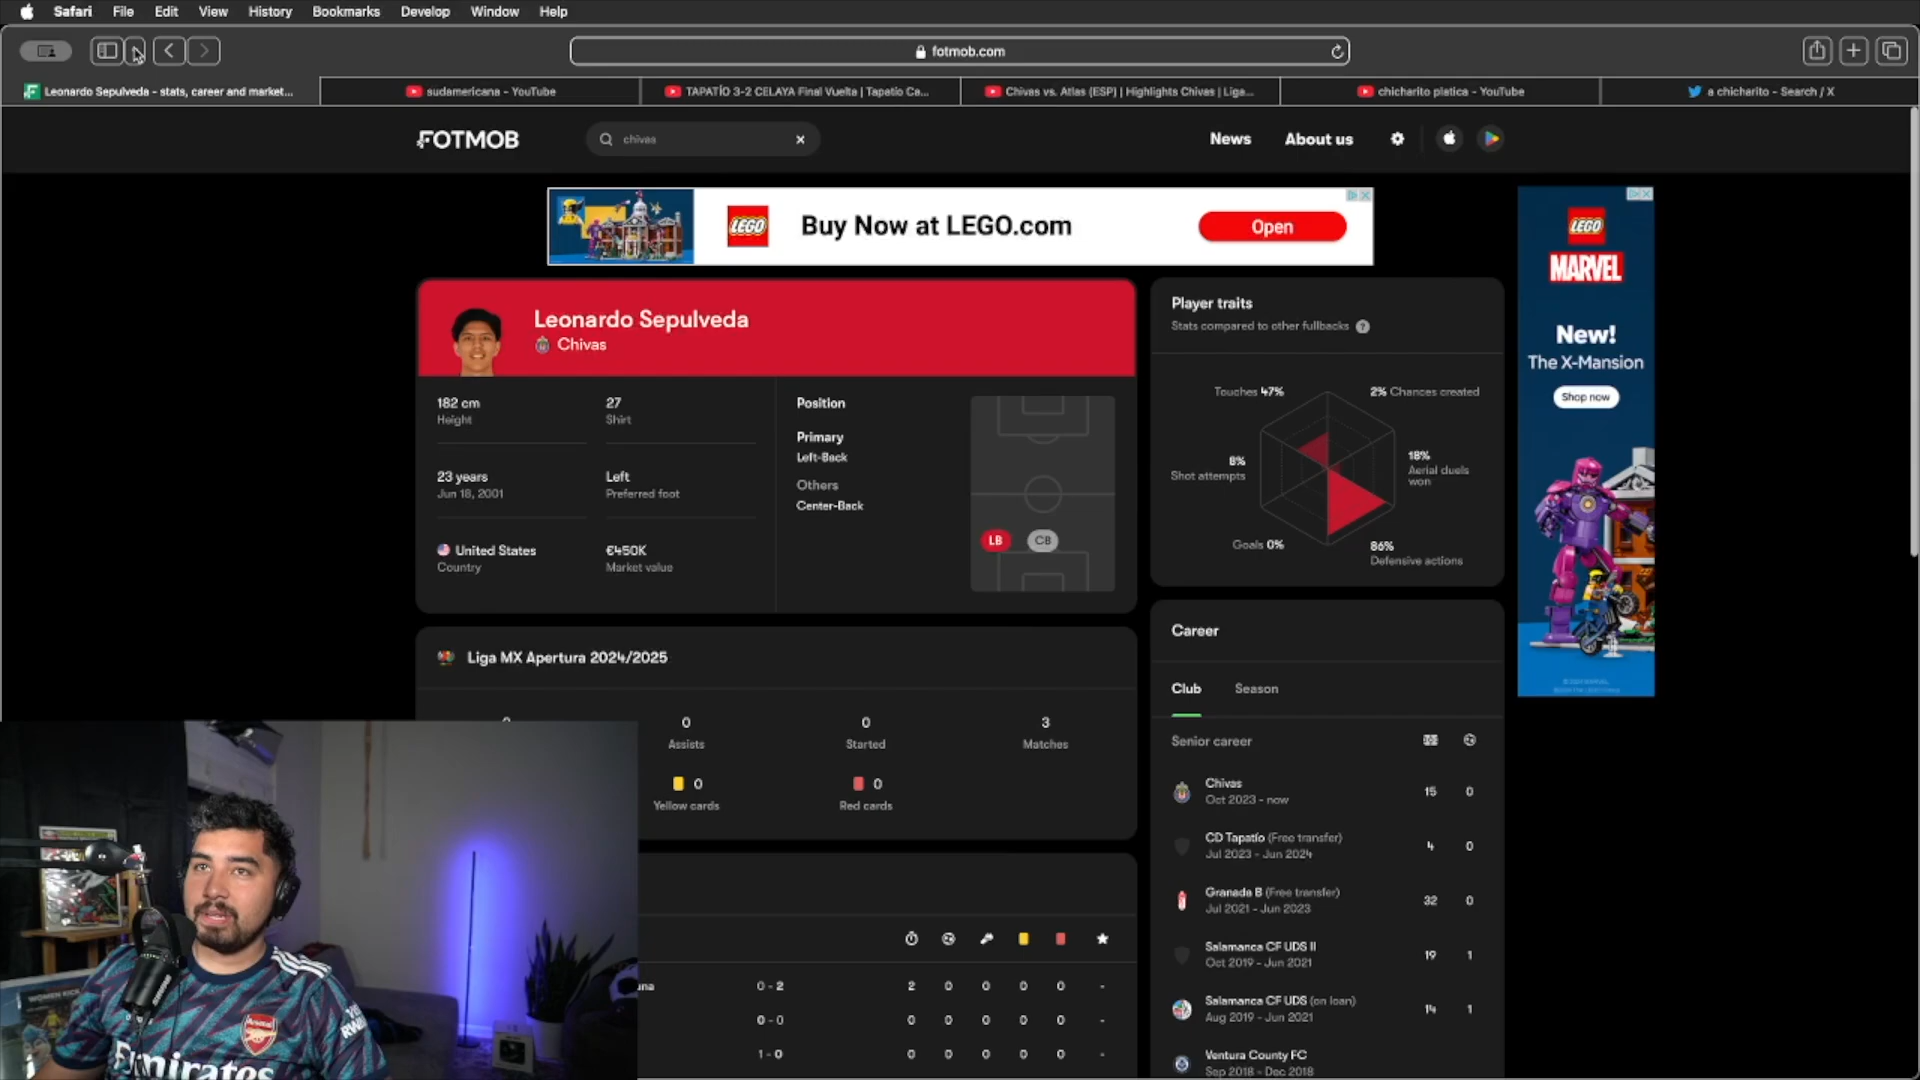 Safari File Edit View History Bookmarks Develop Window Help
fotmob.com
Leonardo Sepulveda - stats, career and market...
sudamericana - YouTube
TAPATÍO 3-2 CELAYA Final Vuelta | Tapatio Ca...
Chivas vs. Atlas (ESP) | Highlights Chivas | Liga...
chicharito platica - YouTube
a chicharito - Search / X
FOTMOB
chivas
News
About us
LEGO
Buy Now at LEGO.com
Open
LEGO
MARVEL
New!
The X-Mansion
Shop now
Leonardo Sepulveda
Chivas
182 cm
Height
27
Shirt
23 years
Jun 18, 2001
Left
Preferred foot
United States
Country
€450K
Market value
Position
Primary
Left-Back
Others
Center-Back
LB
CB
Player traits
Stats compared to other fullbacks
Touches 47%
2% Chances created
8%
Shot attempts
18%
Aerial duels
won
Goals 0%
86%
Defensive actions
Liga MX Apertura 2024/2025
0
Assists
0
Started
3
Matches
0
Yellow cards
0
Red cards
una 0 - 2 2 0 0 0 0 -
0 - 0 0 0 0 0 0 -
1 - 0 0 0 0 0 0 -
Career
Club
Season
Senior career
Chivas
Oct 2023 - now
15 0
CD Tapatío (Free transfer)
Jul 2023 - Jun 2024
4 0
Granada B (Free transfer)
Jul 2021 - Jun 2023
32 0
Salamanca CF UDS II
Oct 2019 - Jun 2021
19 1
Salamanca CF UDS (on loan)
Aug 2019 - Jun 2021
14 1
Ventura County FC
Sep 2018 - Dec 2018
Arsenal
Emirates